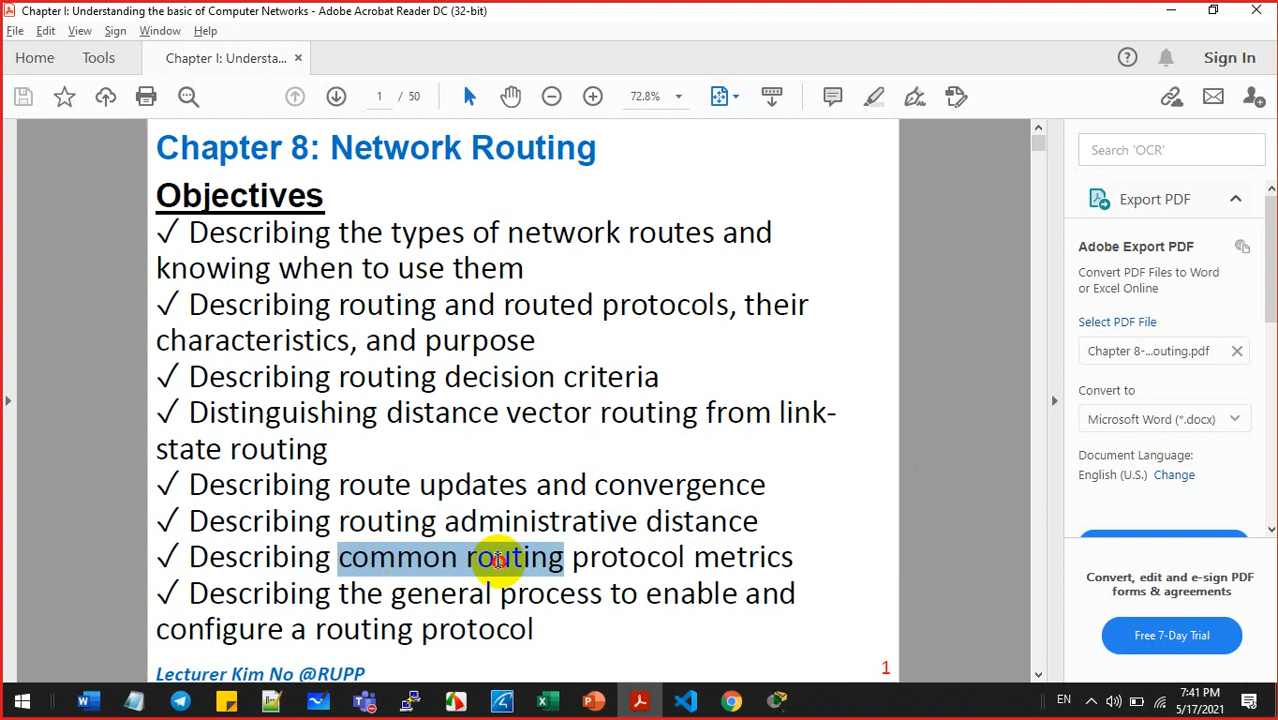 Chapter I: Understanding the basic of Computer Networks - Adobe Acrobat Reader DC (32-bit)
File Edit View Sign Window Help
Home Tools Chapter I: Understa... × Sign In
1 / 50 72.8%
Chapter 8: Network Routing
Objectives
✓ Describing the types of network routes and
knowing when to use them
✓ Describing routing and routed protocols, their
characteristics, and purpose
✓ Describing routing decision criteria
✓ Distinguishing distance vector routing from link-
state routing
✓ Describing route updates and convergence
✓ Describing routing administrative distance
✓ Describing common routing protocol metrics
✓ Describing the general process to enable and
configure a routing protocol
Lecturer Kim No @RUPP 1
Search 'OCR'
Export PDF
Adobe Export PDF
Convert PDF Files to Word
or Excel Online
Select PDF File
Chapter 8-...outing.pdf
Convert to
Microsoft Word (*.docx)
Document Language:
English (U.S.) Change
Convert, edit and e-sign PDF
forms & agreements
Free 7-Day Trial
EN 7:41 PM
5/17/2021